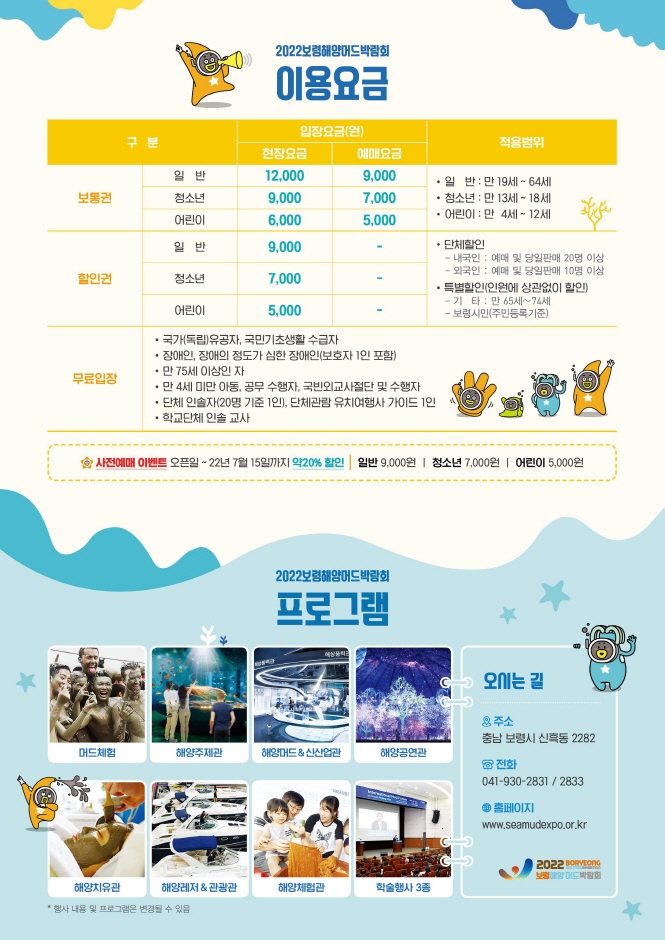 2022보령해양머드박람회
이용요금
구 분
입장요금(원)
적용범위
현장요금
예매요금
보통권
일 반
12,000
9,000
청소년
9,000
7,000
어린이
6,000
5,000
• 일 반 : 만 19세 ~ 64세
• 청소년 : 만 13세 ~ 18세
• 어린이 : 만 4세 ~ 12세
할인권
일 반
9,000
-
청소년
7,000
-
어린이
5,000
-
• 단체할인
- 내국인 : 예매 및 당일판매 20명 이상
- 외국인 : 예매 및 당일판매 10명 이상
• 특별할인(인원에 상관없이 할인)
- 기 타 : 만 65세~74세
- 보령시민(주민등록기준)
무료입장
• 국가(독립)유공자, 국민기초생활 수급자
• 장애인, 장애의 정도가 심한 장애인(보호자 1인 포함)
• 만 75세 이상인 자
• 만 4세 미만 아동, 공무 수행자, 국빈외교사절단 및 수행자
• 단체 인솔자(20명 기준 1인), 단체관람 유치여행사 가이드 1인
• 학교단체 인솔 교사
사전예매 이벤트 오픈일 ~ 22년 7월 15일까지 약20% 할인 | 일반 9,000원 | 청소년 7,000원 | 어린이 5,000원
2022보령해양머드박람회
프로그램
머드체험
해양주제관
해양머드&신산업관
해양공연관
해양치유관
해양레저 & 관광관
해양체험관
학술행사 3종
* 행사 내용 및 프로그램은 변경될 수 있음
오시는 길
주소
충남 보령시 신흑동 2282
전화
041-930-2831 / 2833
홈페이지
www.seamudexpo.or.kr
2022 BORYEONG
보령해양머드박람회